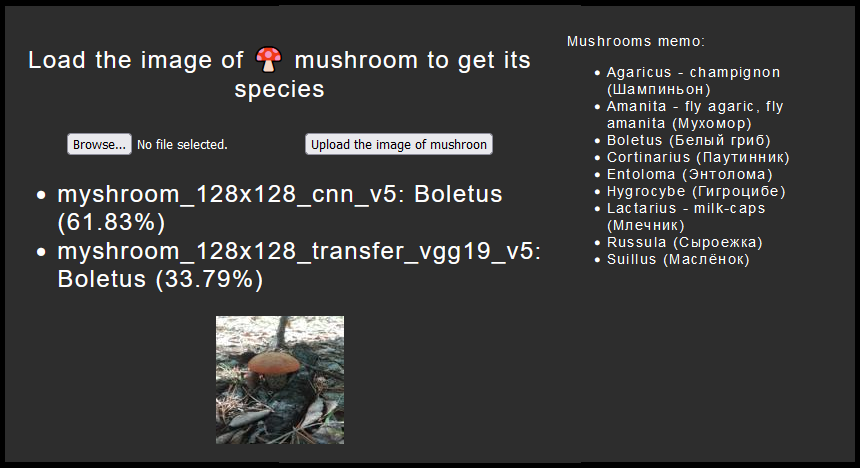 Load the image of 🍄 mushroom to get its
species
Browse... No file selected. Upload the image of mushroon
• myshroom_128x128_cnn_v5: Boletus
(61.83%)
• myshroom_128x128_transfer_vgg19_v5:
Boletus (33.79%)
Mushrooms memo:
• Agaricus - champignon
(Шампиньон)
• Amanita - fly agaric, fly
amanita (Мухомор)
• Boletus (Белый гриб)
• Cortinarius (Паутинник)
• Entoloma (Энтолома)
• Hygrocybe (Гигроцибе)
• Lactarius - milk-caps
(Млечник)
• Russula (Сыроежка)
• Suillus (Маслёнок)